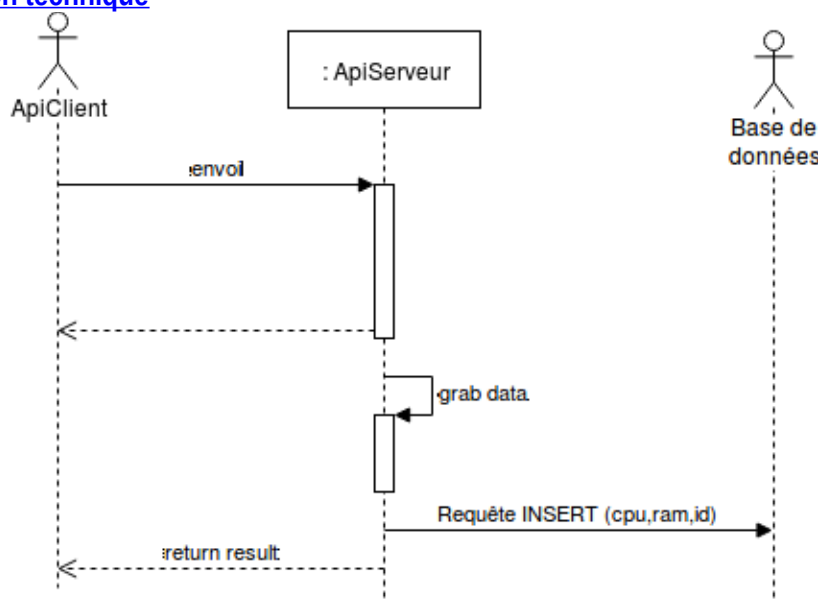 n technique
ApiClient
: ApiServeur
Base de
données
envoi
grab data
Requête INSERT (cpu,ram,id)
return result